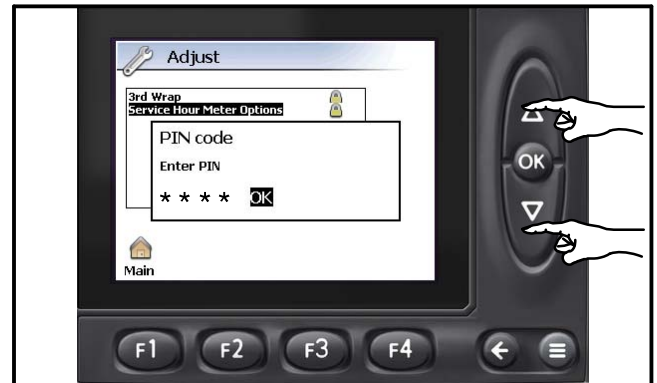 Adjust
3rd Wrap
Service Hour Meter Options
PIN code
Enter PIN
* * * * OK
Main
OK
F1 F2 F3 F4